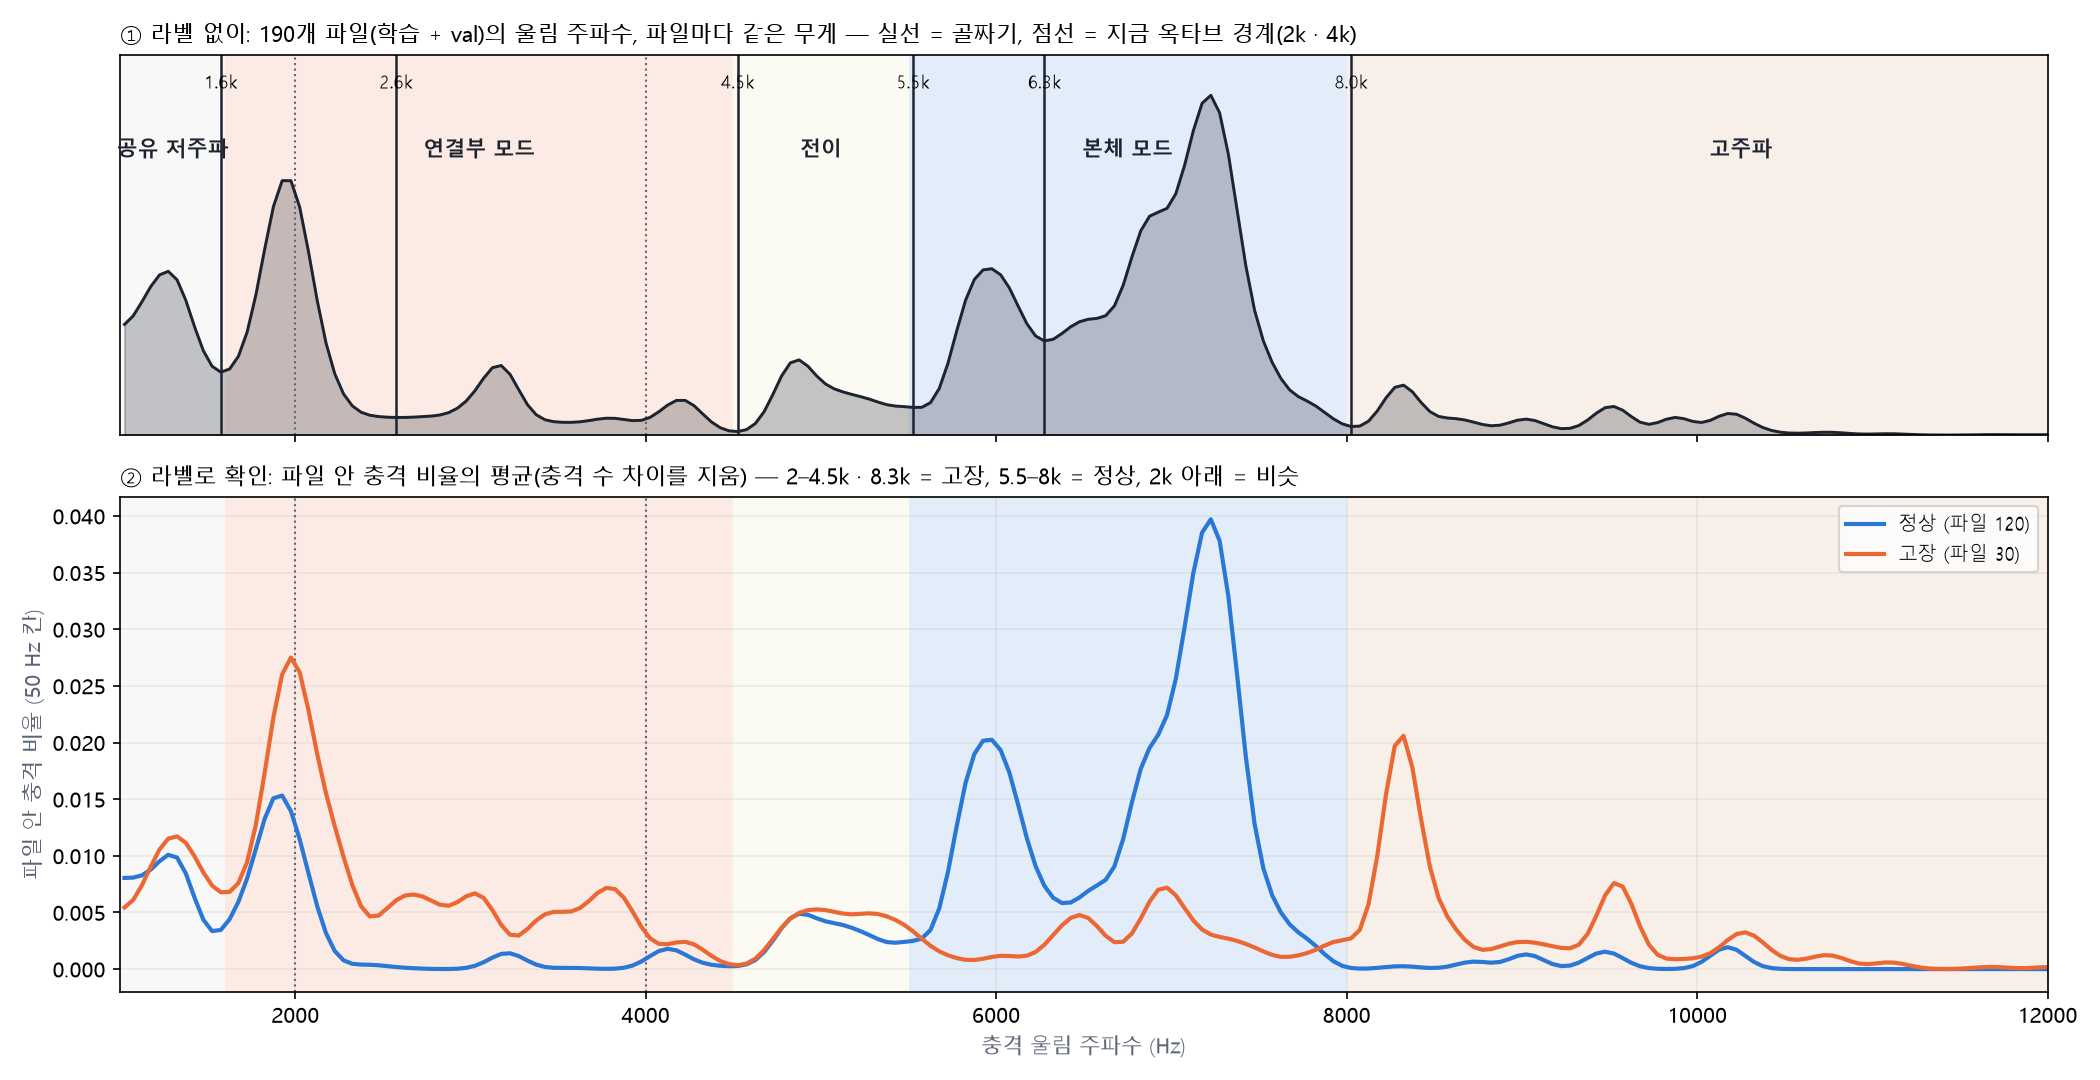 ① 라벨 없이: 190개 파일(학습 + val)의 울림 주파수, 파일마다 같은 무게 — 실선 = 골짜기, 점선 = 지금 옥타브 경계(2k · 4k)
1.6k 2.6k 4.5k 5.5k 6.3k 8.0k
공유 저주파 연결부 모드 전이 본체 모드 고주파
② 라벨로 확인: 파일 안 충격 비율의 평균(충격 수 차이를 지움) — 2–4.5k · 8.3k = 고장, 5.5–8k = 정상, 2k 아래 = 비슷
정상 (파일 120)
고장 (파일 30)
파일 안 충격 비율 (50 Hz 칸)
0.040
0.035
0.030
0.025
0.020
0.015
0.010
0.005
0.000
2000 4000 6000 8000 10000 12000
충격 울림 주파수 (Hz)